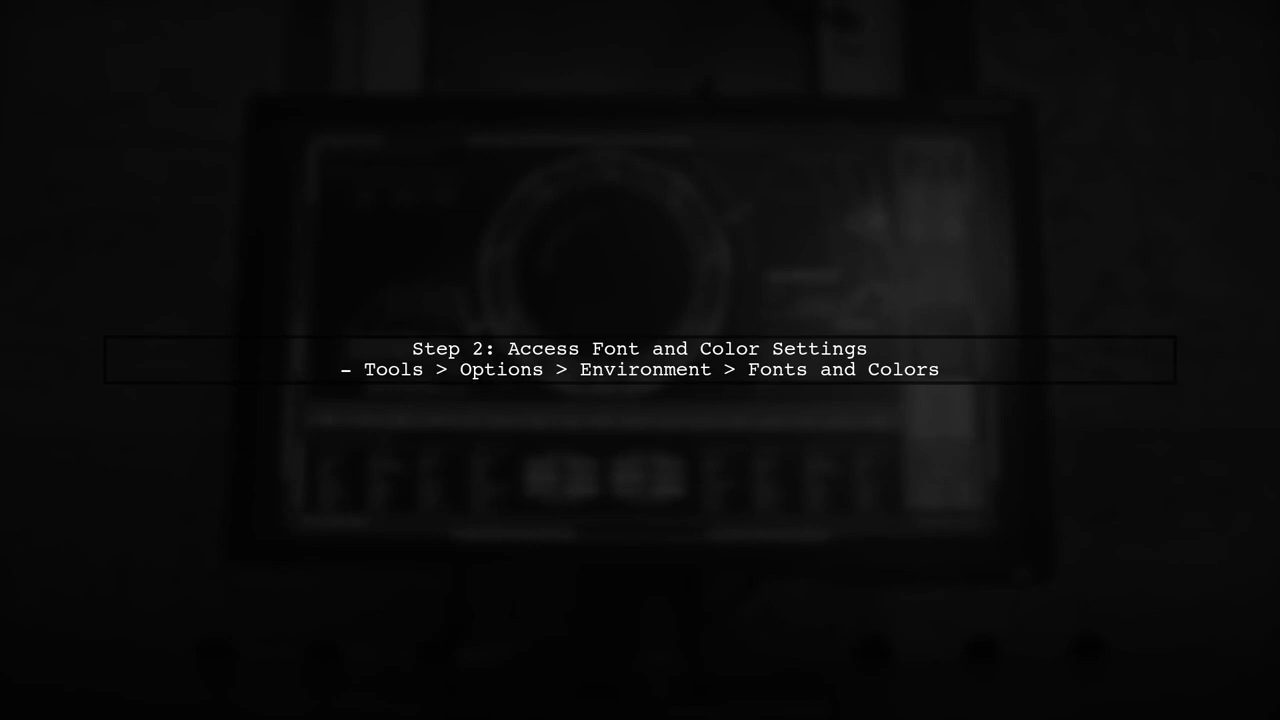 Step 2: Access Font and Color Settings
- Tools > Options > Environment > Fonts and Colors